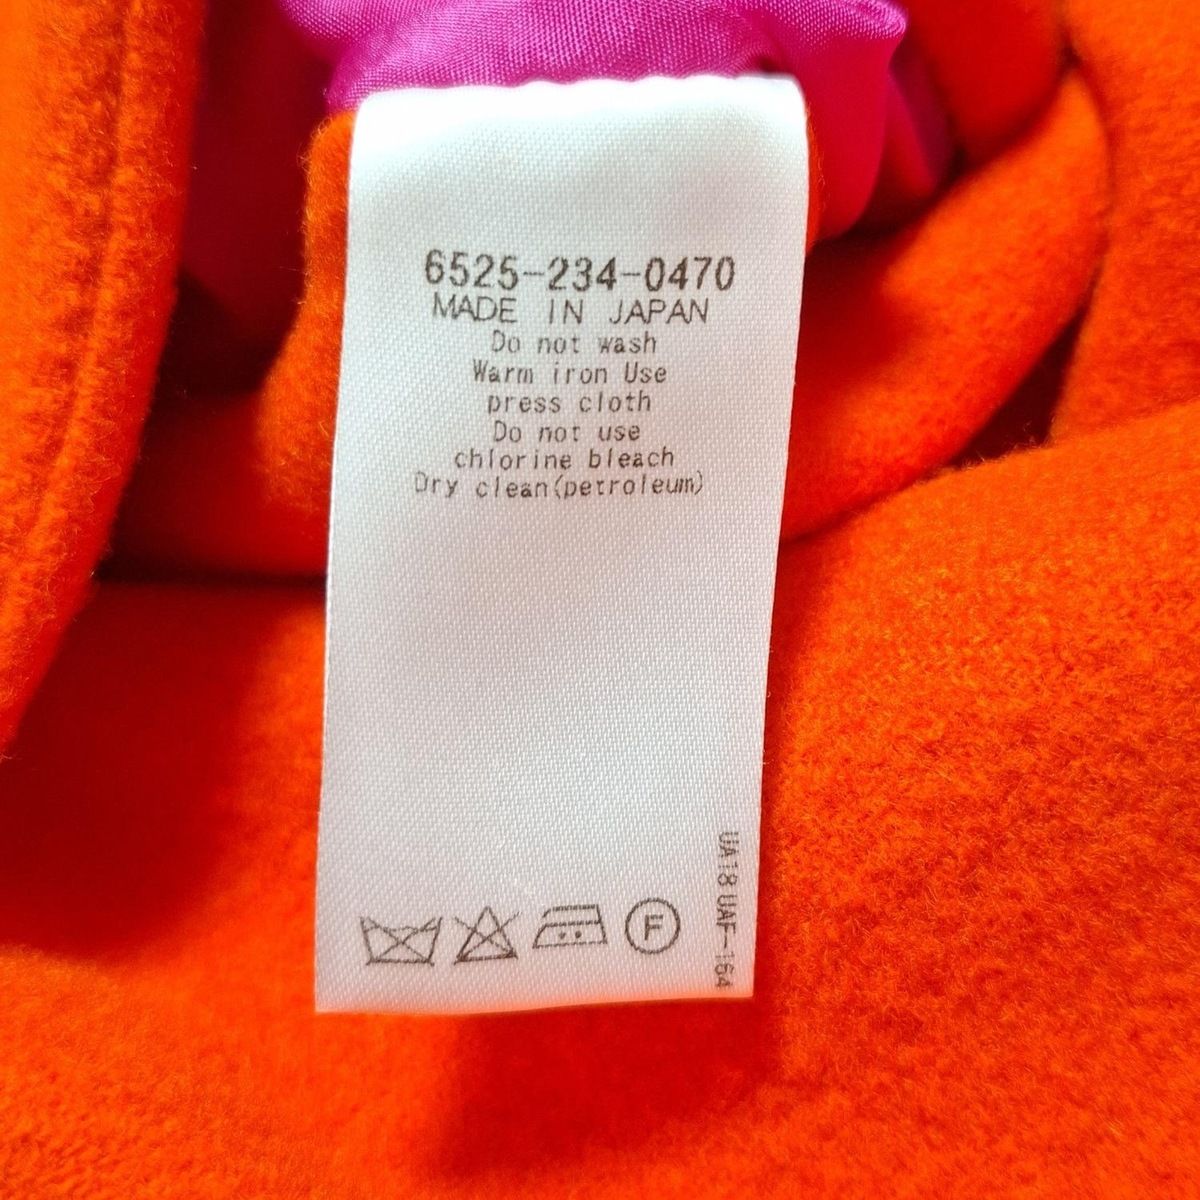 6525-234-0470
MADE IN JAPAN
Do not wash
Warm iron Use
press cloth
Do not use
chlorine bleach
Dry clean(petroleum)
F
UA18 UAF-164